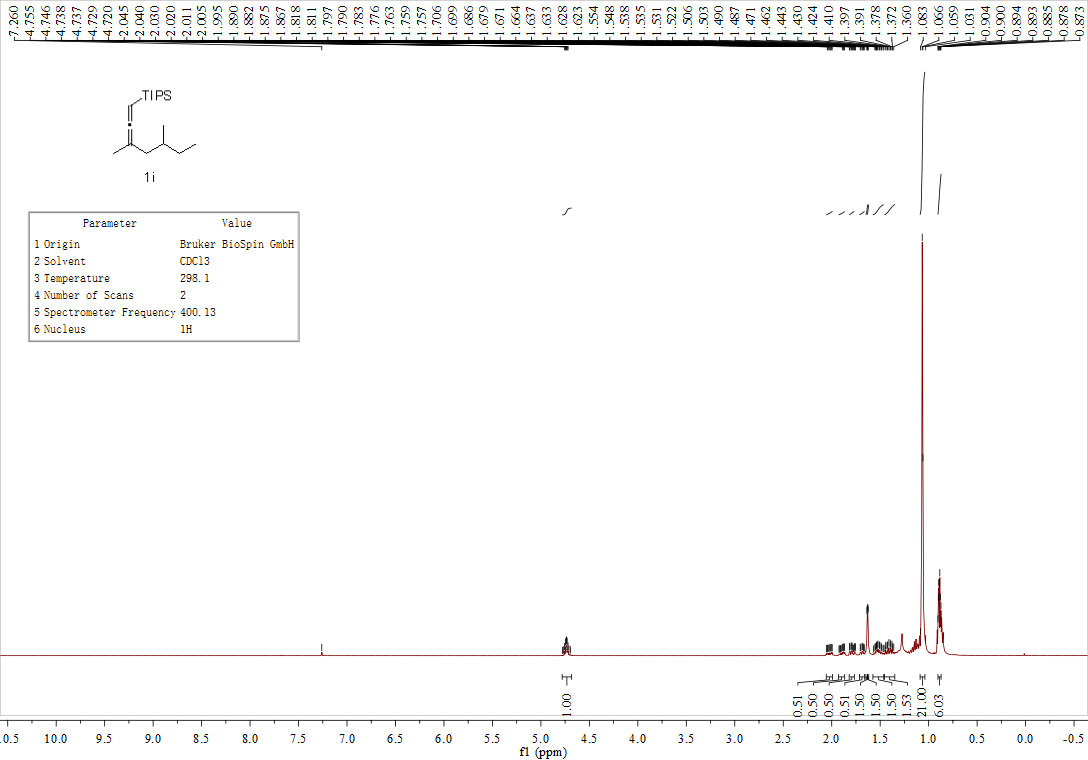 7.260 4.755 4.746 4.738 4.737 4.729 4.720 2.045 2.040 2.030 2.020 2.011 2.005 1.995 1.890 1.882 1.875 1.867 1.818 1.811 1.797 1.790 1.783 1.776 1.763 1.759 1.757 1.706 1.699 1.686 1.679 1.671 1.664 1.637 1.633 1.628 1.623 1.554 1.548 1.538 1.535 1.531 1.522 1.506 1.503 1.490 1.487 1.471 1.462 1.443 1.430 1.424 1.410 1.397 1.391 1.378 1.372 1.360 1.083 1.066 1.059 1.031 0.904 0.900 0.894 0.893 0.885 0.878 0.873
TIPS
1i
Parameter Value
1 Origin Bruker BioSpin GmbH
2 Solvent CDCl3
3 Temperature 298.1
4 Number of Scans 2
5 Spectrometer Frequency 400.13
6 Nucleus 1H
1.00 0.51 0.50 0.50 0.51 1.50 1.50 1.50 1.53 21.00 6.03
0.5 10.0 9.5 9.0 8.5 8.0 7.5 7.0 6.5 6.0 5.5 5.0 4.5 4.0 3.5 3.0 2.5 2.0 1.5 1.0 0.5 0.0 -0.5
f1 (ppm)